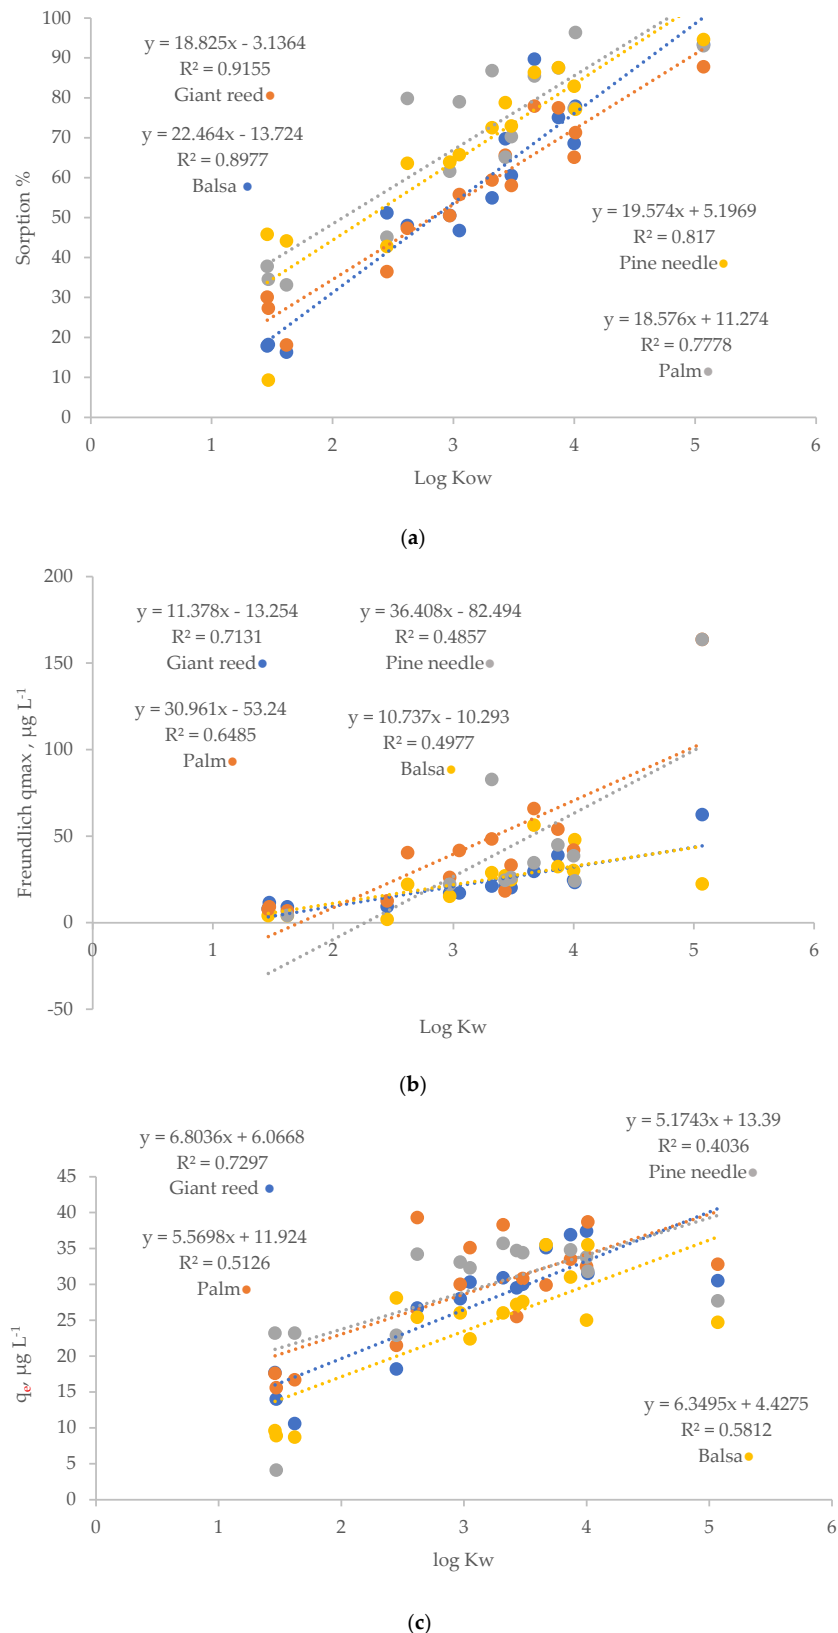 y = 18.825x - 3.1364
R² = 0.9155
Giant reed
y = 22.464x - 13.724
R² = 0.8977
Balsa
y = 19.574x + 5.1969
R² = 0.817
Pine needle
y = 18.576x + 11.274
R² = 0.7778
Palm
Sorption %
100
90
80
70
60
50
40
30
20
10
0
0 1 2 3 4 5 6
Log Kow
(a)
y = 11.378x - 13.254
R² = 0.7131
Giant reed
y = 36.408x - 82.494
R² = 0.4857
Pine needle
y = 30.961x - 53.24
R² = 0.6485
Palm
y = 10.737x - 10.293
R² = 0.4977
Balsa
Freundlich qmax , µg L⁻¹
200
150
100
50
0
-50
0 1 2 3 4 5 6
Log Kw
(b)
y = 6.8036x + 6.0668
R² = 0.7297
Giant reed
y = 5.1743x + 13.39
R² = 0.4036
Pine needle
y = 5.5698x + 11.924
R² = 0.5126
Palm
y = 6.3495x + 4.4275
R² = 0.5812
Balsa
qe, µg L⁻¹
45
40
35
30
25
20
15
10
5
0
0 1 2 3 4 5 6
log Kw
(c)